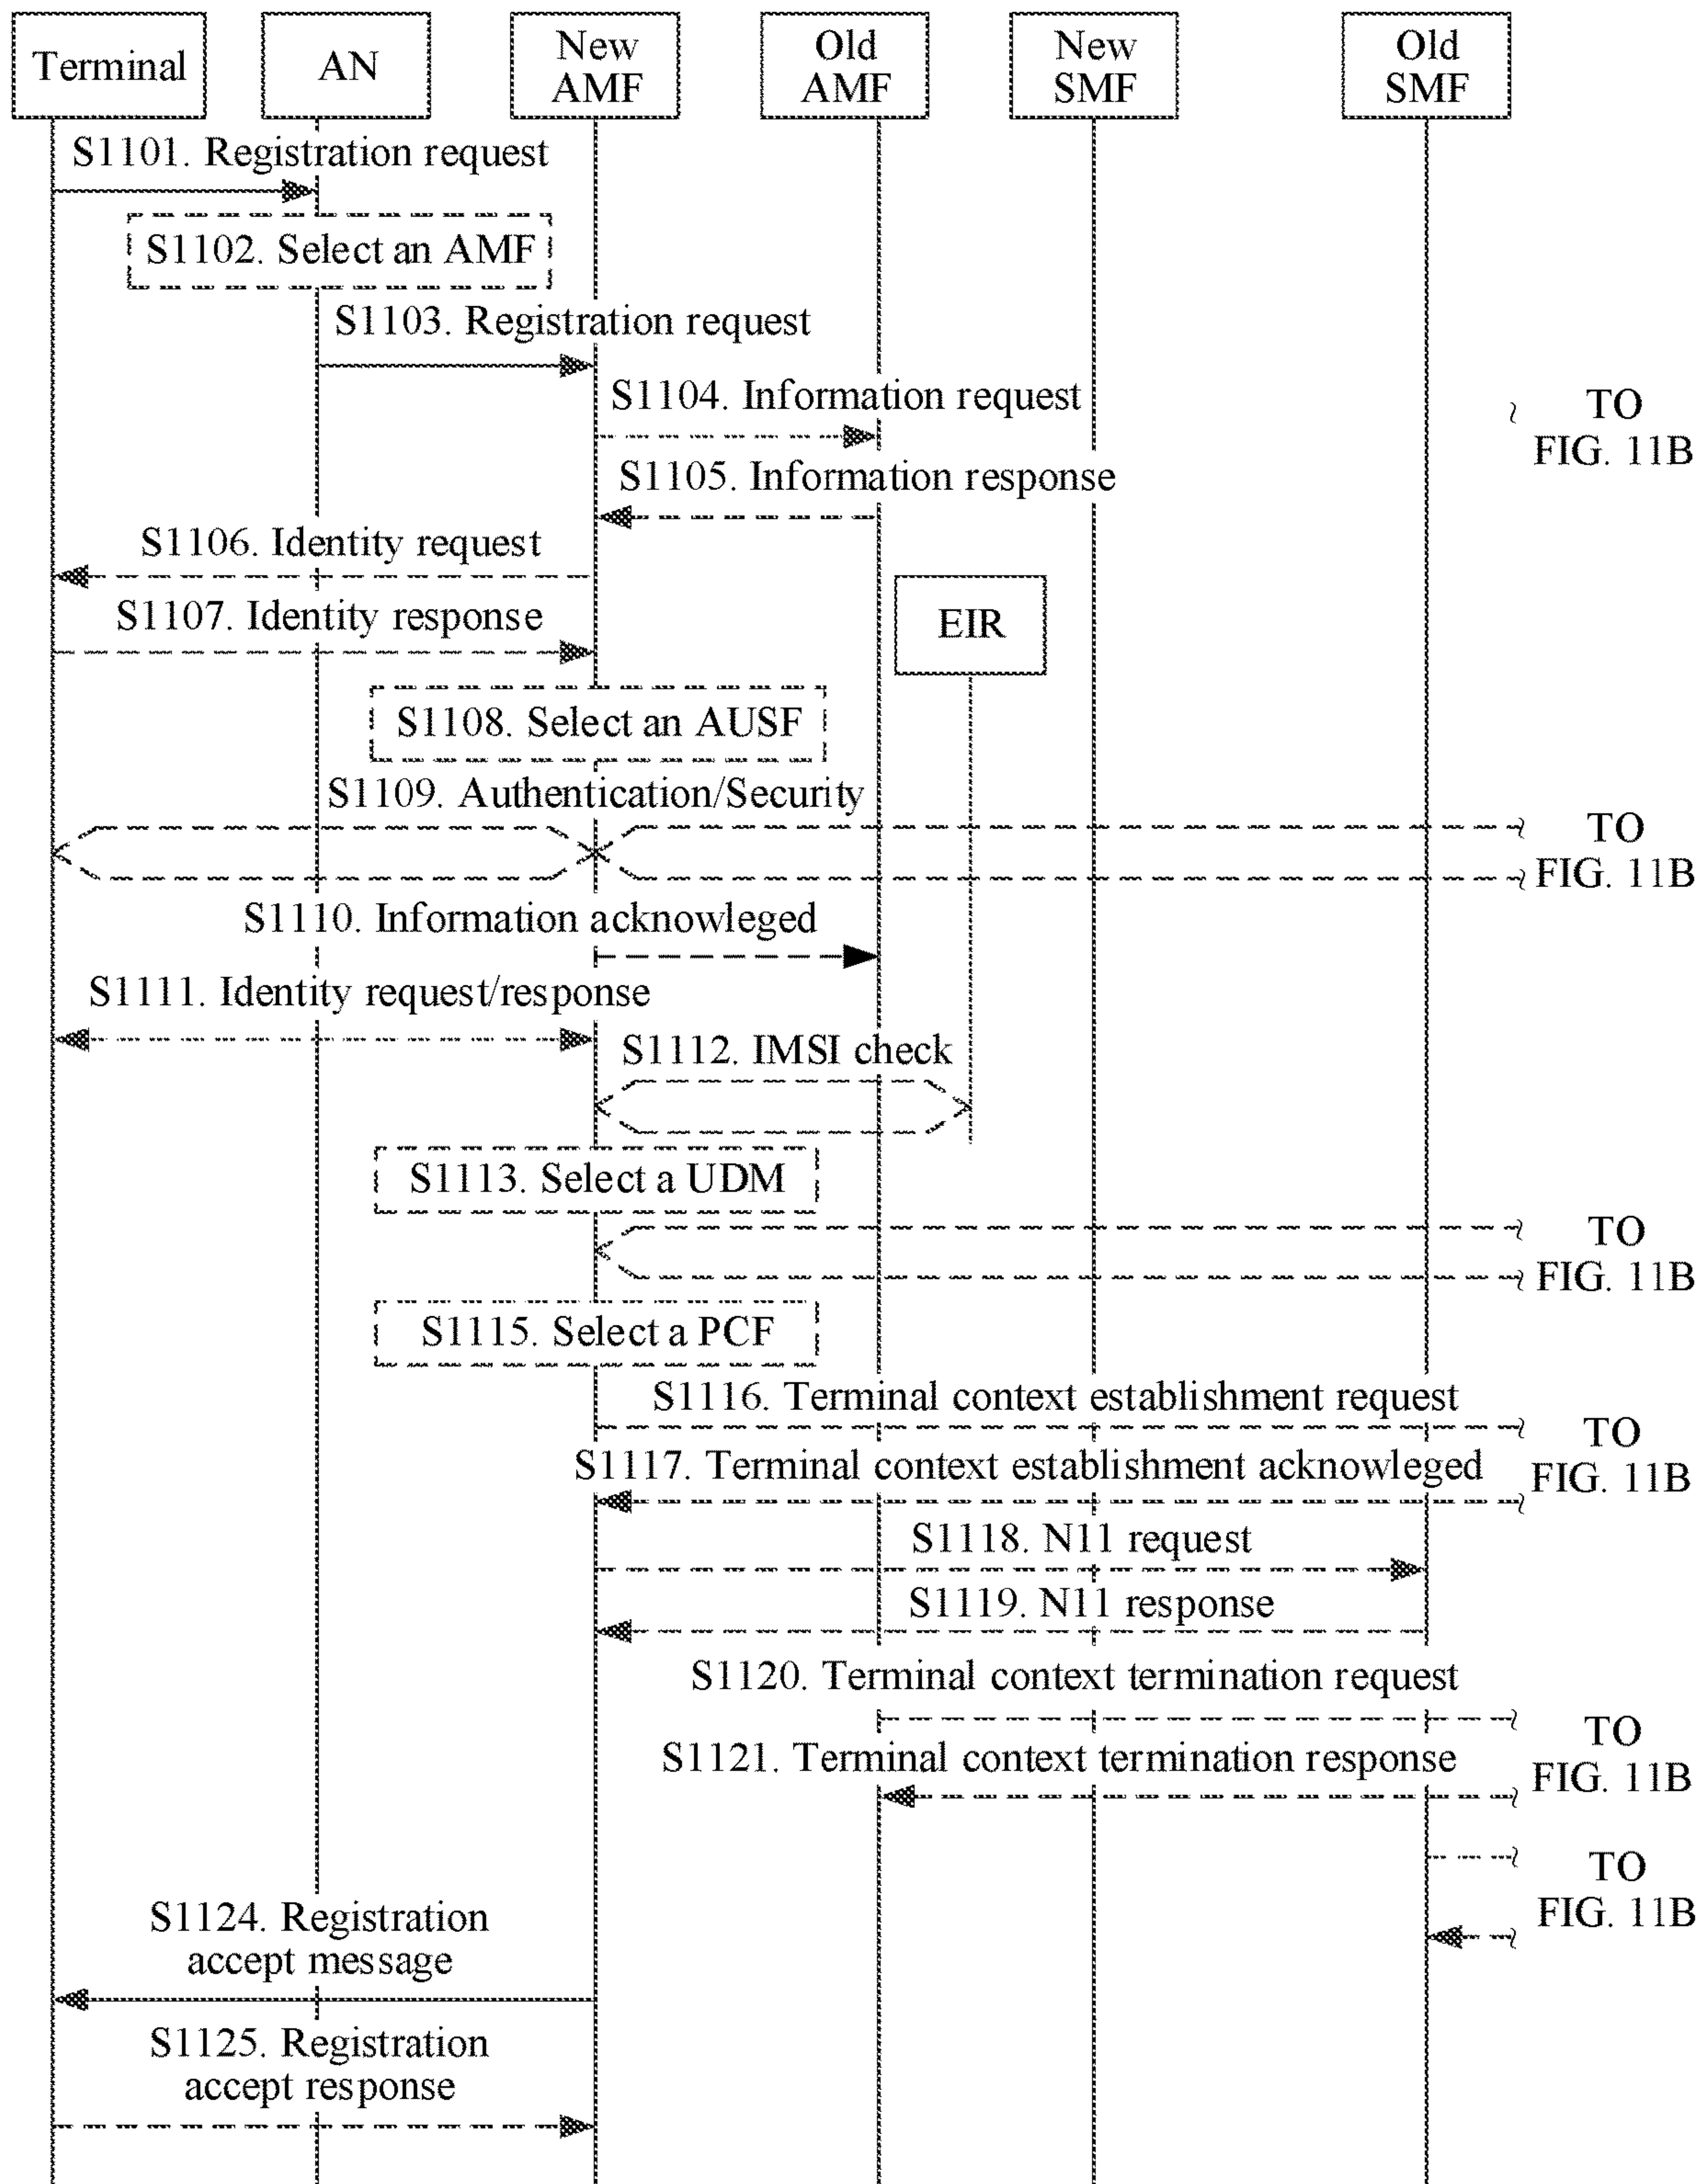 Terminal
AN
New
AMF
Old
AMF
New
SMF
Old
SMF
S1101. Registration request
S1102. Select an AMF
S1103. Registration request
S1104. Information request
TO
FIG. 11B
S1105. Information response
S1106. Identity request
S1107. Identity response
EIR
S1108. Select an AUSF
S1109. Authentication/Security
TO
FIG. 11B
S1110. Information acknowleged
S1111. Identity request/response
S1112. IMSI check
S1113. Select a UDM
TO
FIG. 11B
S1115. Select a PCF
S1116. Terminal context establishment request
TO
FIG. 11B
S1117. Terminal context establishment acknowleged
S1118. N11 request
S1119. N11 response
S1120. Terminal context termination request
TO
FIG. 11B
S1121. Terminal context termination response
TO
FIG. 11B
S1124. Registration
accept message
S1125. Registration
accept response